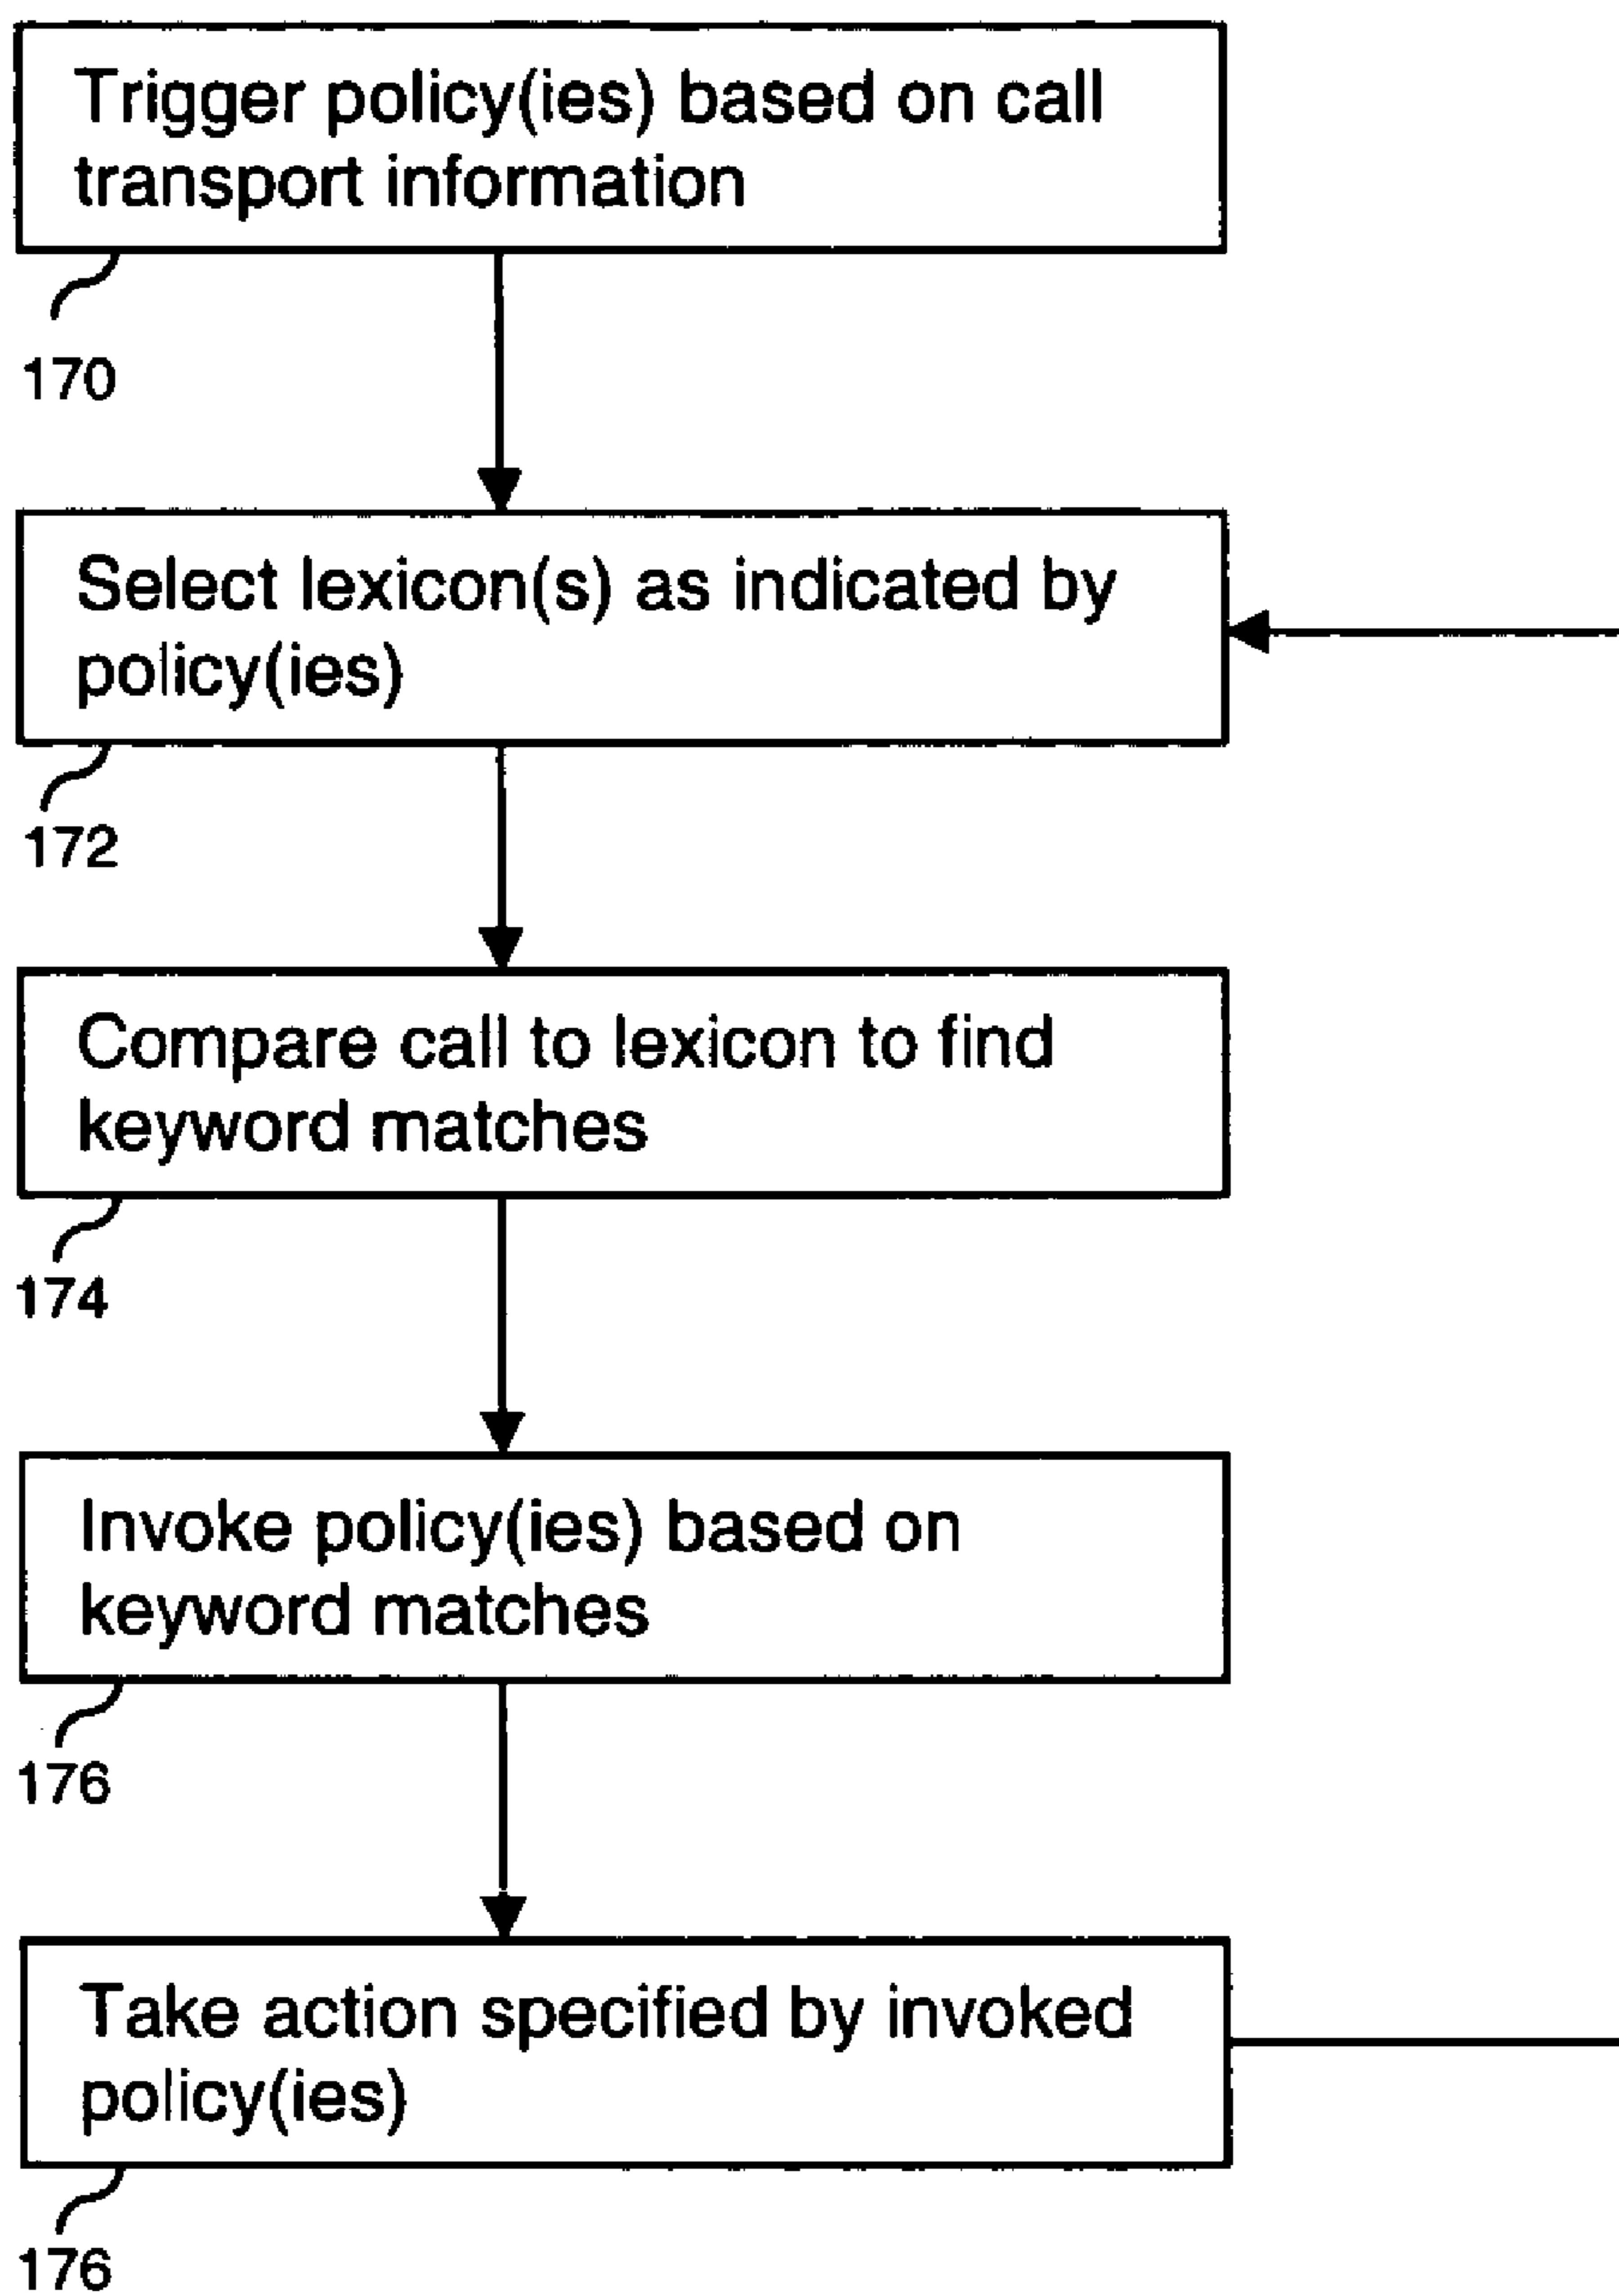 Trigger policy(ies) based on call
transport information
170
Select lexicon(s) as indicated by
policy(ies)
172
Compare call to lexicon to find
keyword matches
174
Invoke policy(ies) based on
keyword matches
176
Take action specified by invoked
policy(ies)
176